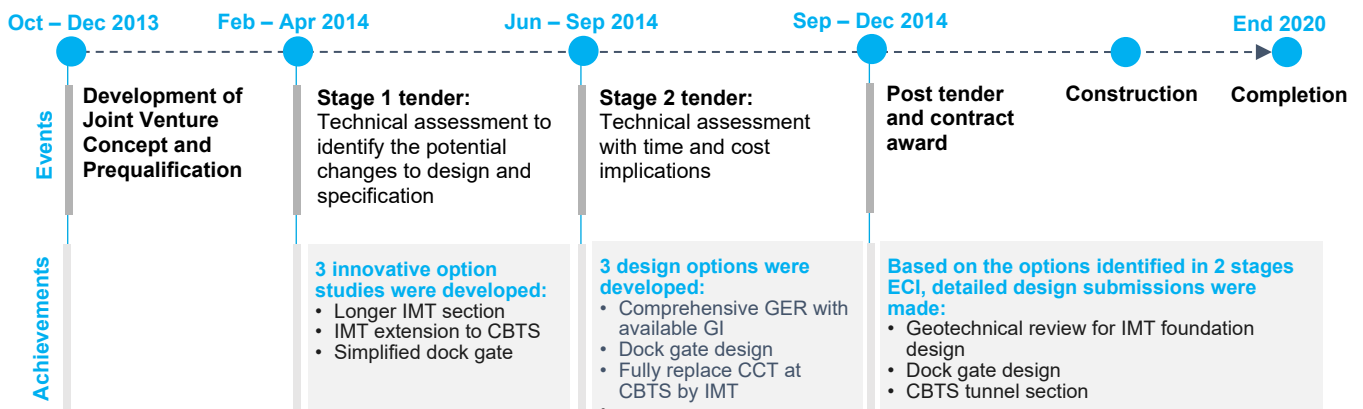 Oct – Dec 2013
Feb – Apr 2014
Jun – Sep 2014
Sep – Dec 2014
End 2020
Events
Development of
Joint Venture
Concept and
Prequalification
Stage 1 tender:
Technical assessment to
identify the potential
changes to design and
specification
Stage 2 tender:
Technical assessment
with time and cost
implications
Post tender
and contract
award
Construction
Completion
Achievements
3 innovative option
studies were developed:
• Longer IMT section
• IMT extension to CBTS
• Simplified dock gate
3 design options were
developed:
• Comprehensive GER with
available GI
• Dock gate design
• Fully replace CCT at
CBTS by IMT
Based on the options identified in 2 stages
ECI, detailed design submissions were
made:
• Geotechnical review for IMT foundation
design
• Dock gate design
• CBTS tunnel section